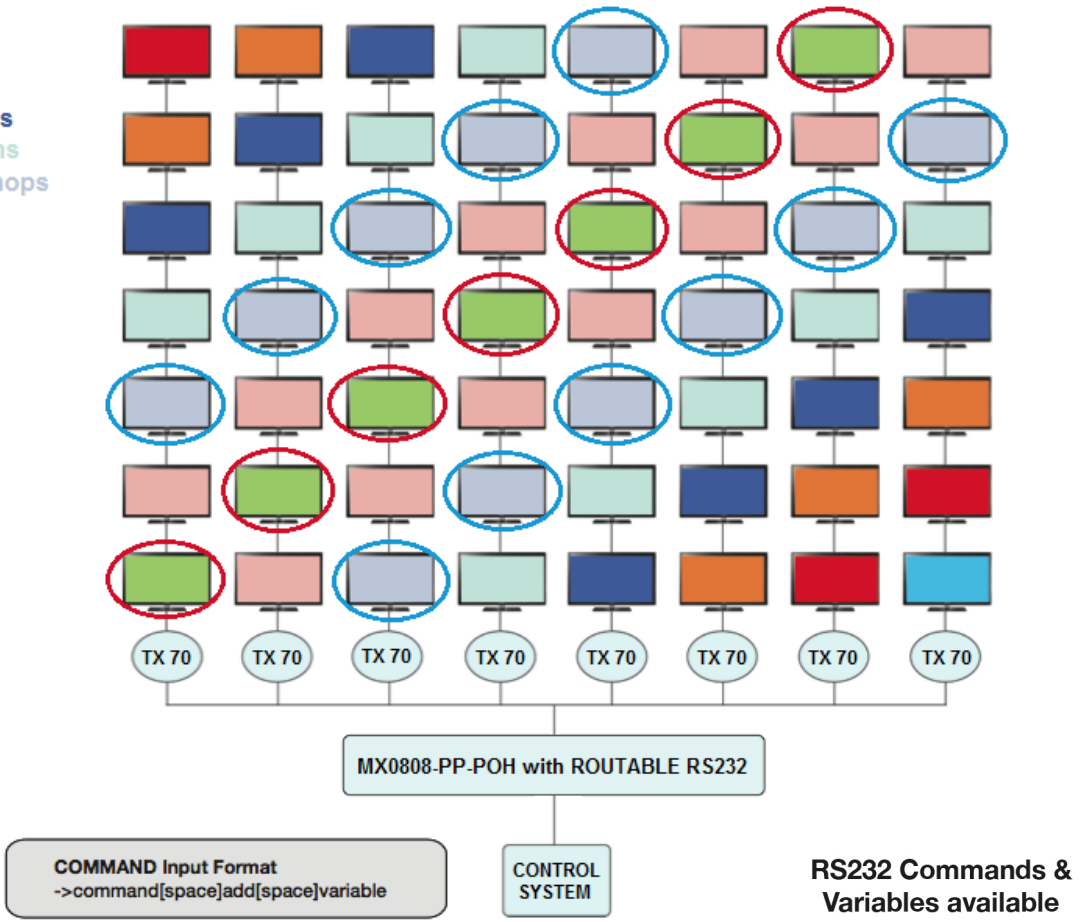 TX 70 TX 70 TX 70 TX 70 TX 70 TX 70 TX 70 TX 70
MX0808-PP-POH with ROUTABLE RS232
COMMAND Input Format
->command[space]add[space]variable
CONTROL
SYSTEM
RS232 Commands &
Variables available